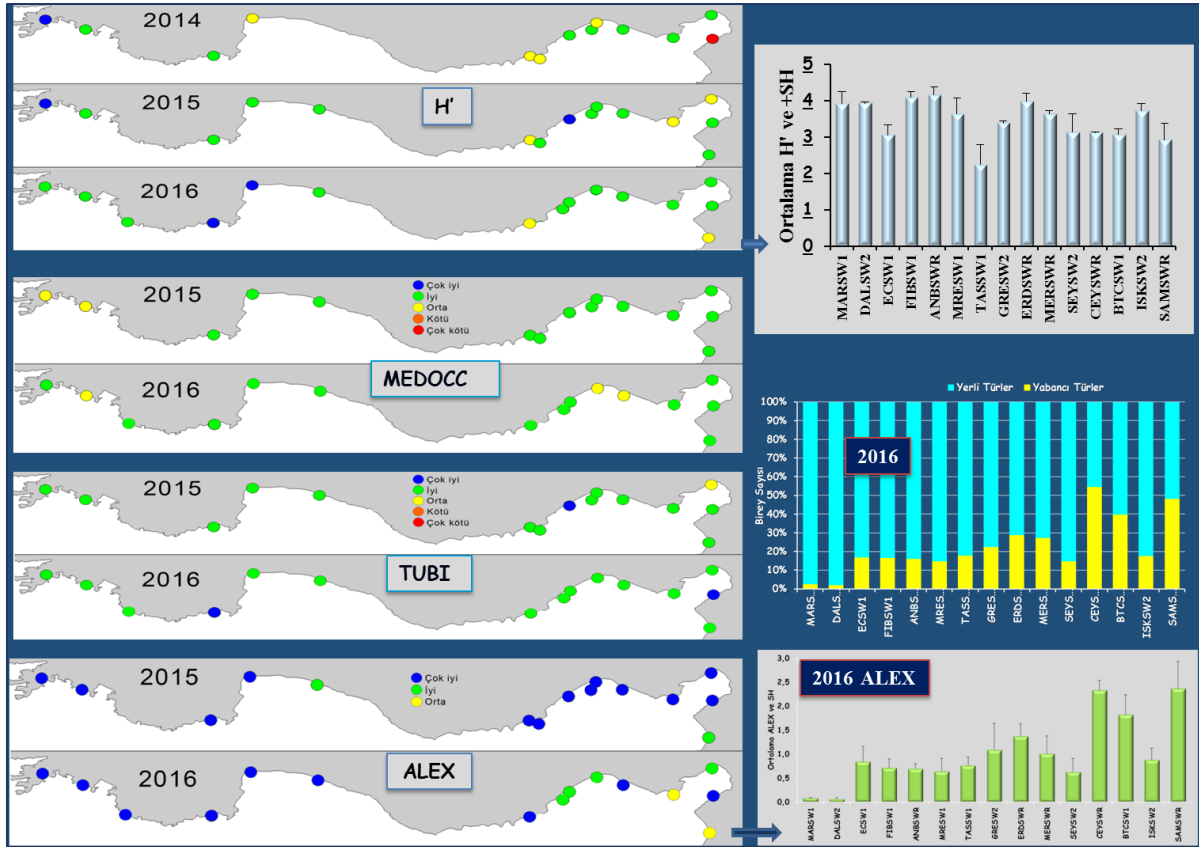 2014
2015
H'
2016
2015
Çok iyi
İyi
Orta
Kötü
Çok kötü
MEDOCC
2016
2015
Çok iyi
İyi
Orta
Kötü
Çok kötü
TUBI
2016
2015
Çok iyi
İyi
Orta
ALEX
2016
Ortalama H' ve +SH
5
4
3
2
1
0
MARSW1
DALSW2
ECSW1
FIBSW1
ANBSWR
MRESW1
TASSW1
GRESW2
ERDSWR
MERSWR
SEYSW2
CEYSWR
BTCSW1
ISKSW2
SAMSWR
Yerli Türler Yabancı Türler
2016
Birey Sayısı
100%
90%
80%
70%
60%
50%
40%
30%
20%
10%
0%
MARS...
DALS...
ECSW1
FIBSW1
ANBS...
MRES...
TASS...
GRES...
ERDS...
MERS...
SEYS...
CEYS...
BTCS...
ISKSW2
SAMS...
2016 ALEX
Ortalama ALEX ve SH
3,0
2,5
2,0
1,5
1,0
0,5
0,0
MARSW1
DALSW2
ECSW1
FIBSW1
ANBSWR
MRESW1
TASSW1
GRESW2
ERDSWR
MERSWR
SEYSW2
CEYSWR
BTCSW1
ISKSW2
SAMSWR